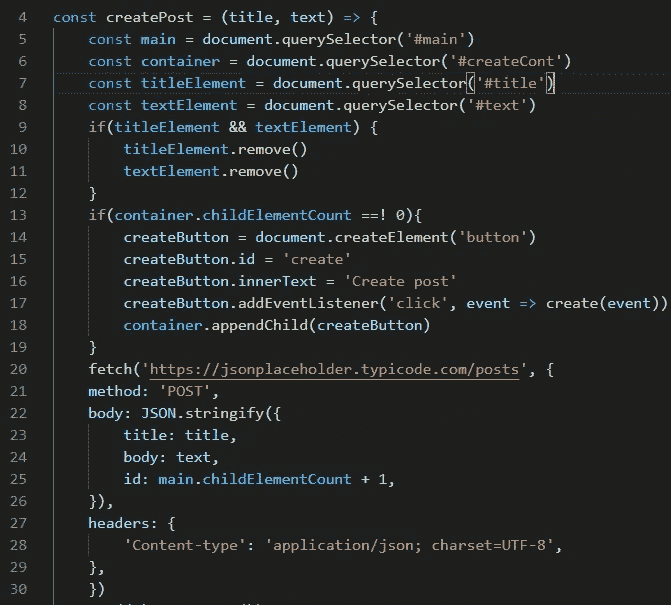 4 const createPost = (title, text) => {
5 const main = document.querySelector('#main')
6 const container = document.querySelector('#createCont')
7 const titleElement = document.querySelector('#title')
8 const textElement = document.querySelector('#text')
9 if(titleElement && textElement) {
10 titleElement.remove()
11 textElement.remove()
12 }
13 if(container.childElementCount ==! 0){
14 createButton = document.createElement('button')
15 createButton.id = 'create'
16 createButton.innerText = 'Create post'
17 createButton.addEventListener('click', event => create(event))
18 container.appendChild(createButton)
19 }
20 fetch('https://jsonplaceholder.typicode.com/posts', {
21 method: 'POST',
22 body: JSON.stringify({
23 title: title,
24 body: text,
25 id: main.childElementCount + 1,
26 }),
27 headers: {
28 'Content-type': 'application/json; charset=UTF-8',
29 },
30 })